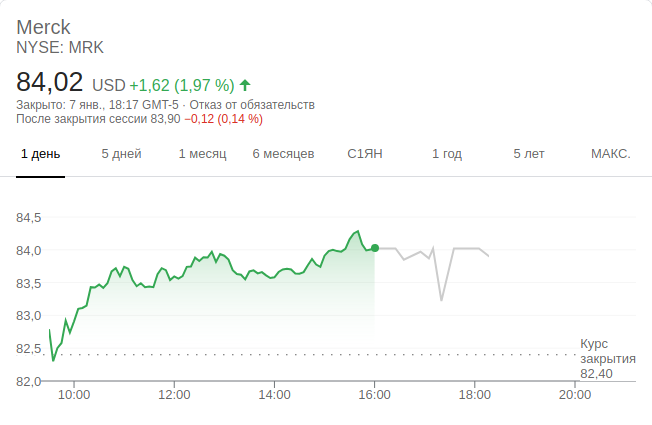 Merck
NYSE: MRK
84,02 USD +1,62 (1,97 %)
Закрыто: 7 янв., 18:17 GMT-5 · Отказ от обязательств
После закрытия сессии 83,90 −0,12 (0,14 %)
1 день 5 дней 1 месяц 6 месяцев С1ЯН 1 год 5 лет МАКС.
84,5
84,0
83,5
83,0
82,5
82,0
Курс
закрытия
82,40
10:00 12:00 14:00 16:00 18:00 20:00